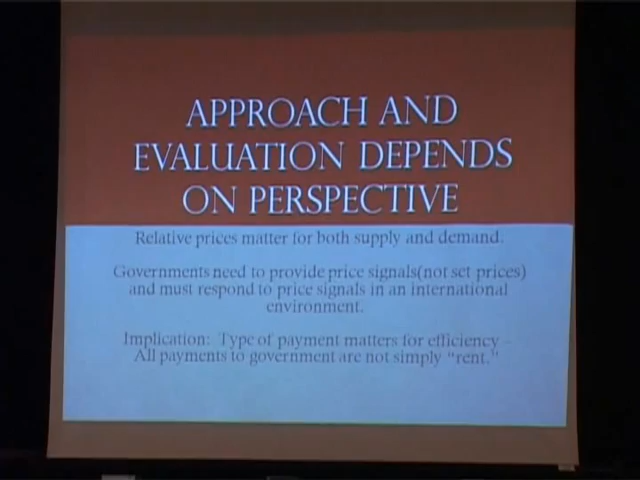 APPROACH AND
EVALUATION DEPENDS
ON PERSPECTIVE
Relative prices matter for both supply and demand.
Governments need to provide price signals(not set prices)
and must respond to price signals in an international
environment.
Implication: Type of payment matters for efficiency –
All payments to government are not simply “rent.”